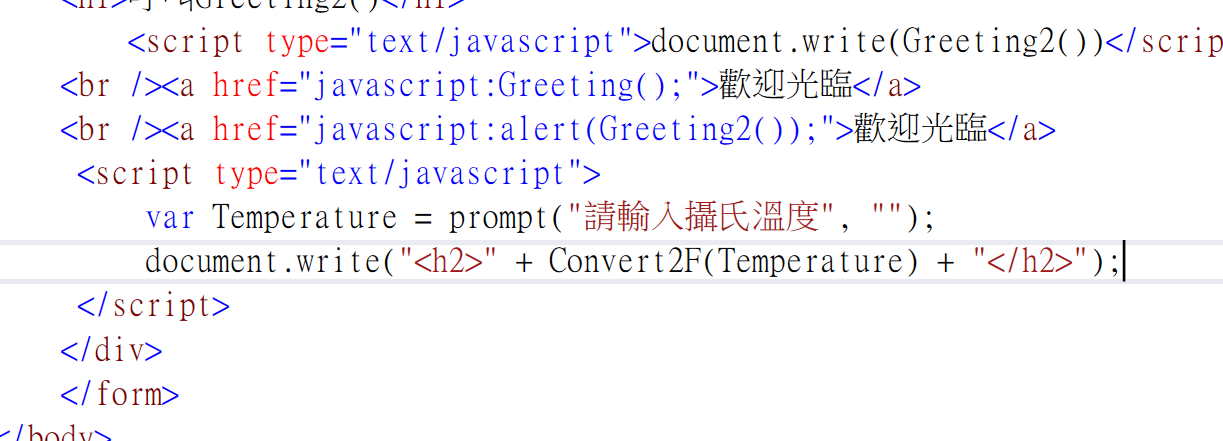 Greeting2()</h1>
<script type="text/javascript">document.write(Greeting2())</scrip
<br /><a href="javascript:Greeting();">歡迎光臨</a>
<br /><a href="javascript:alert(Greeting2());">歡迎光臨</a>
<script type="text/javascript">
var Temperature = prompt("請輸入攝氏溫度", "");
document.write("<h2>" + Convert2F(Temperature) + "</h2>");
</script>
</div>
</form>
</body>